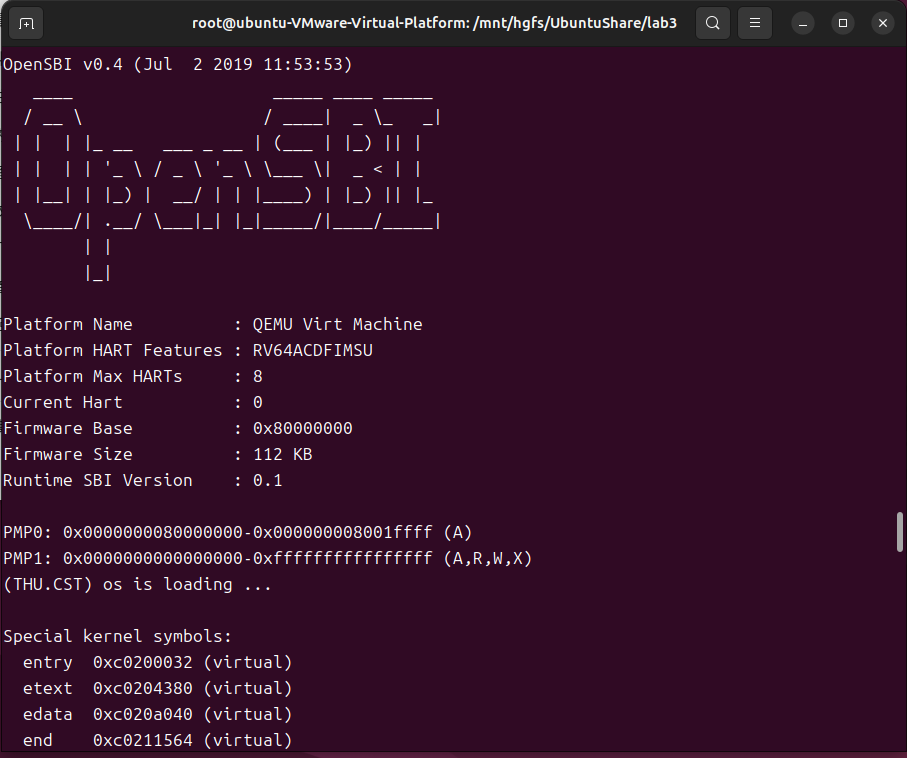 root@ubuntu-VMware-Virtual-Platform: /mnt/hgfs/UbuntuShare/lab3
OpenSBI v0.4 (Jul  2 2019 11:53:53)
   ____                    _____ ____ _____
  / __ \                  / ____|  _ \_   _|
 | |  | |_ __   ___ _ __ | (___ | |_) || |
 | |  | | '_ \ / _ \ '_ \ \___ \|  _ < | |
 | |__| | |_) |  __/ | | |____) | |_) || |_
  \____/| .__/ \___|_| |_|_____/|____/_____|
        | |
        |_|
Platform Name          : QEMU Virt Machine
Platform HART Features : RV64ACDFIMSU
Platform Max HARTs     : 8
Current Hart           : 0
Firmware Base          : 0x80000000
Firmware Size          : 112 KB
Runtime SBI Version    : 0.1
PMP0: 0x0000000080000000-0x000000008001ffff (A)
PMP1: 0x0000000000000000-0xffffffffffffffff (A,R,W,X)
(THU.CST) os is loading ...
Special kernel symbols:
  entry  0xc0200032 (virtual)
  etext  0xc0204380 (virtual)
  edata  0xc020a040 (virtual)
  end    0xc0211564 (virtual)